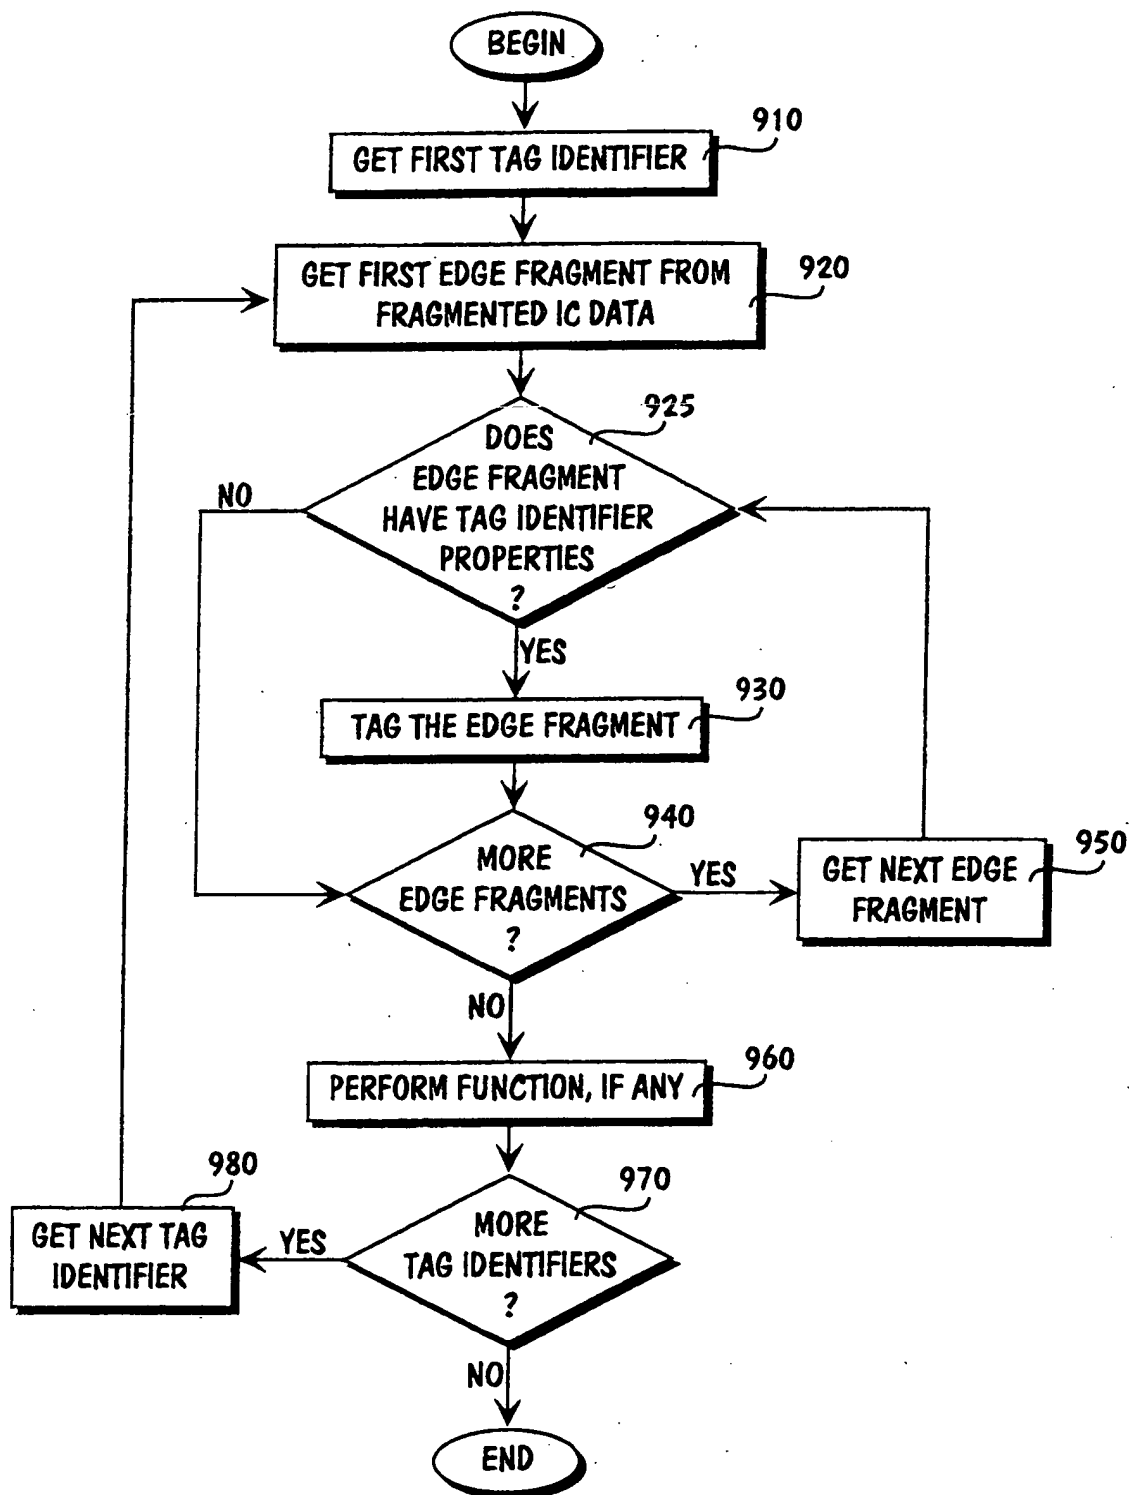 BEGIN
910
GET FIRST TAG IDENTIFIER
920
GET FIRST EDGE FRAGMENT FROM
FRAGMENTED IC DATA
925
DOES
EDGE FRAGMENT
HAVE TAG IDENTIFIER
PROPERTIES
?
NO
YES
930
TAG THE EDGE FRAGMENT
940
MORE
EDGE FRAGMENTS
?
YES
950
GET NEXT EDGE
FRAGMENT
NO
960
PERFORM FUNCTION, IF ANY
970
MORE
TAG IDENTIFIERS
?
YES
980
GET NEXT TAG
IDENTIFIER
NO
END